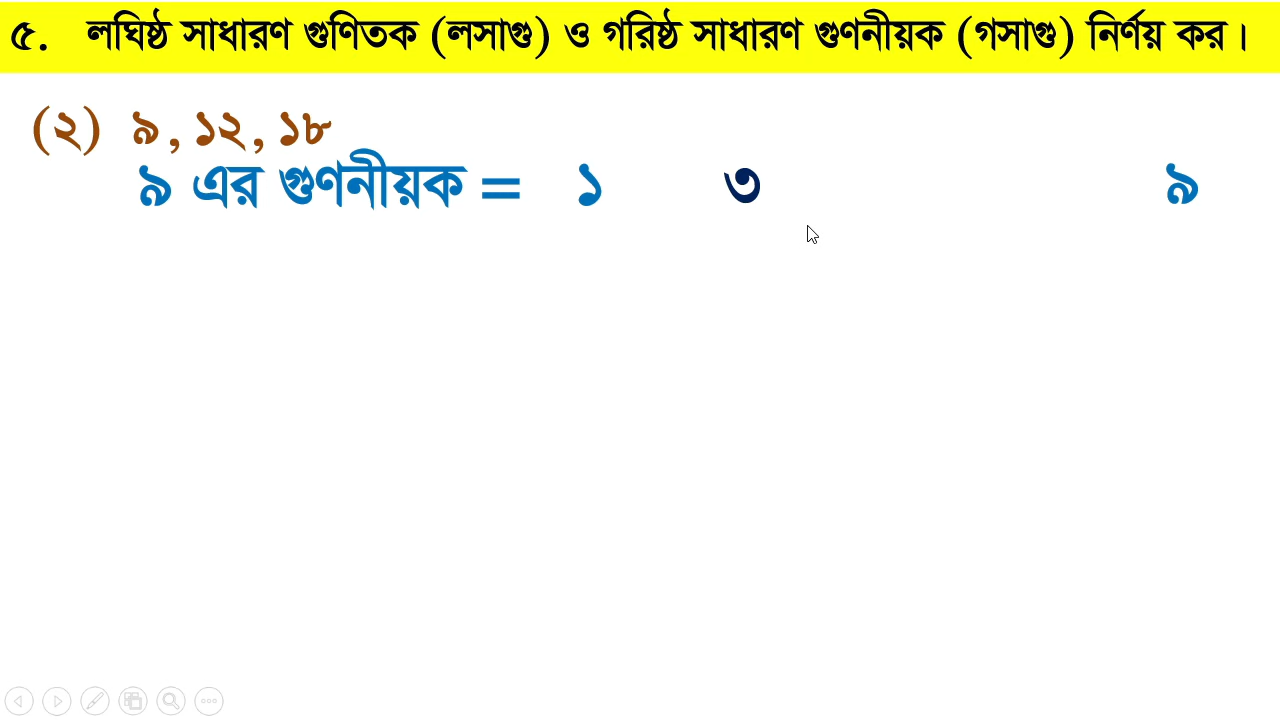 ৫. লঘিষ্ঠ সাধারণ গুণিতক (লসাগু) ও গরিষ্ঠ সাধারণ গুণনীয়ক (গসাগু) নির্ণয় কর।
(২) ৯, ১২, ১৮
৯ এর গুণনীয়ক = ১ ৩ ৯